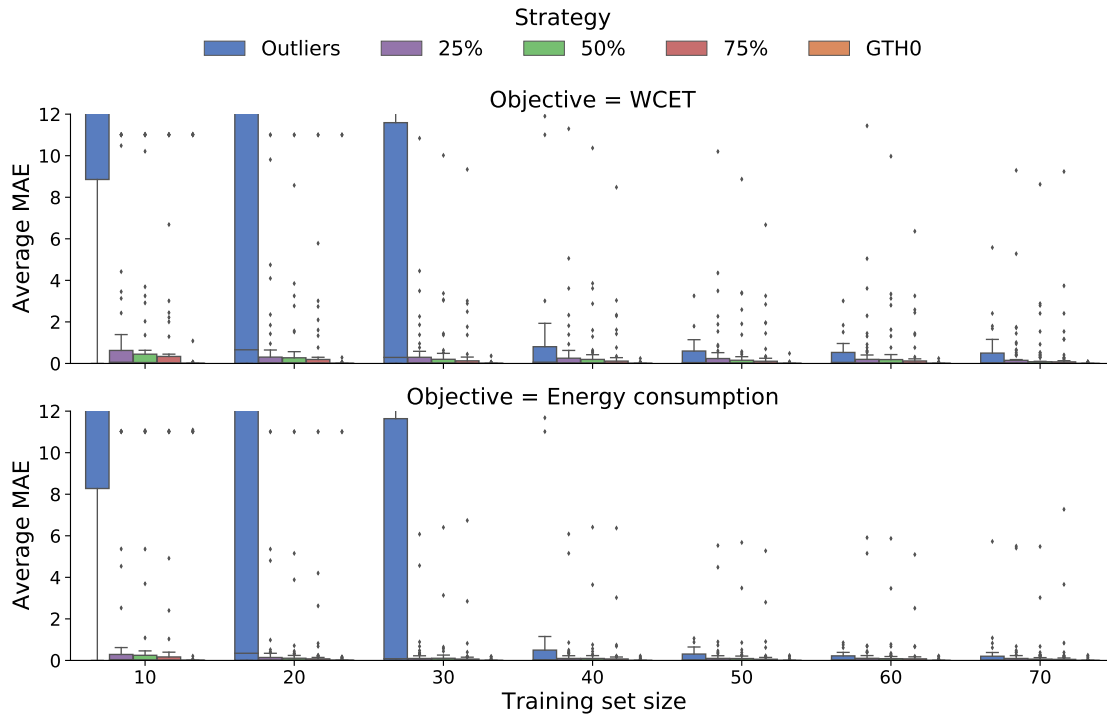 Strategy
Outliers 25% 50% 75% GTH0
Objective = WCET
12
10
8
6
4
2
0
Average MAE
Objective = Energy consumption
12
10
8
6
4
2
0
Average MAE
10 20 30 40 50 60 70
Training set size